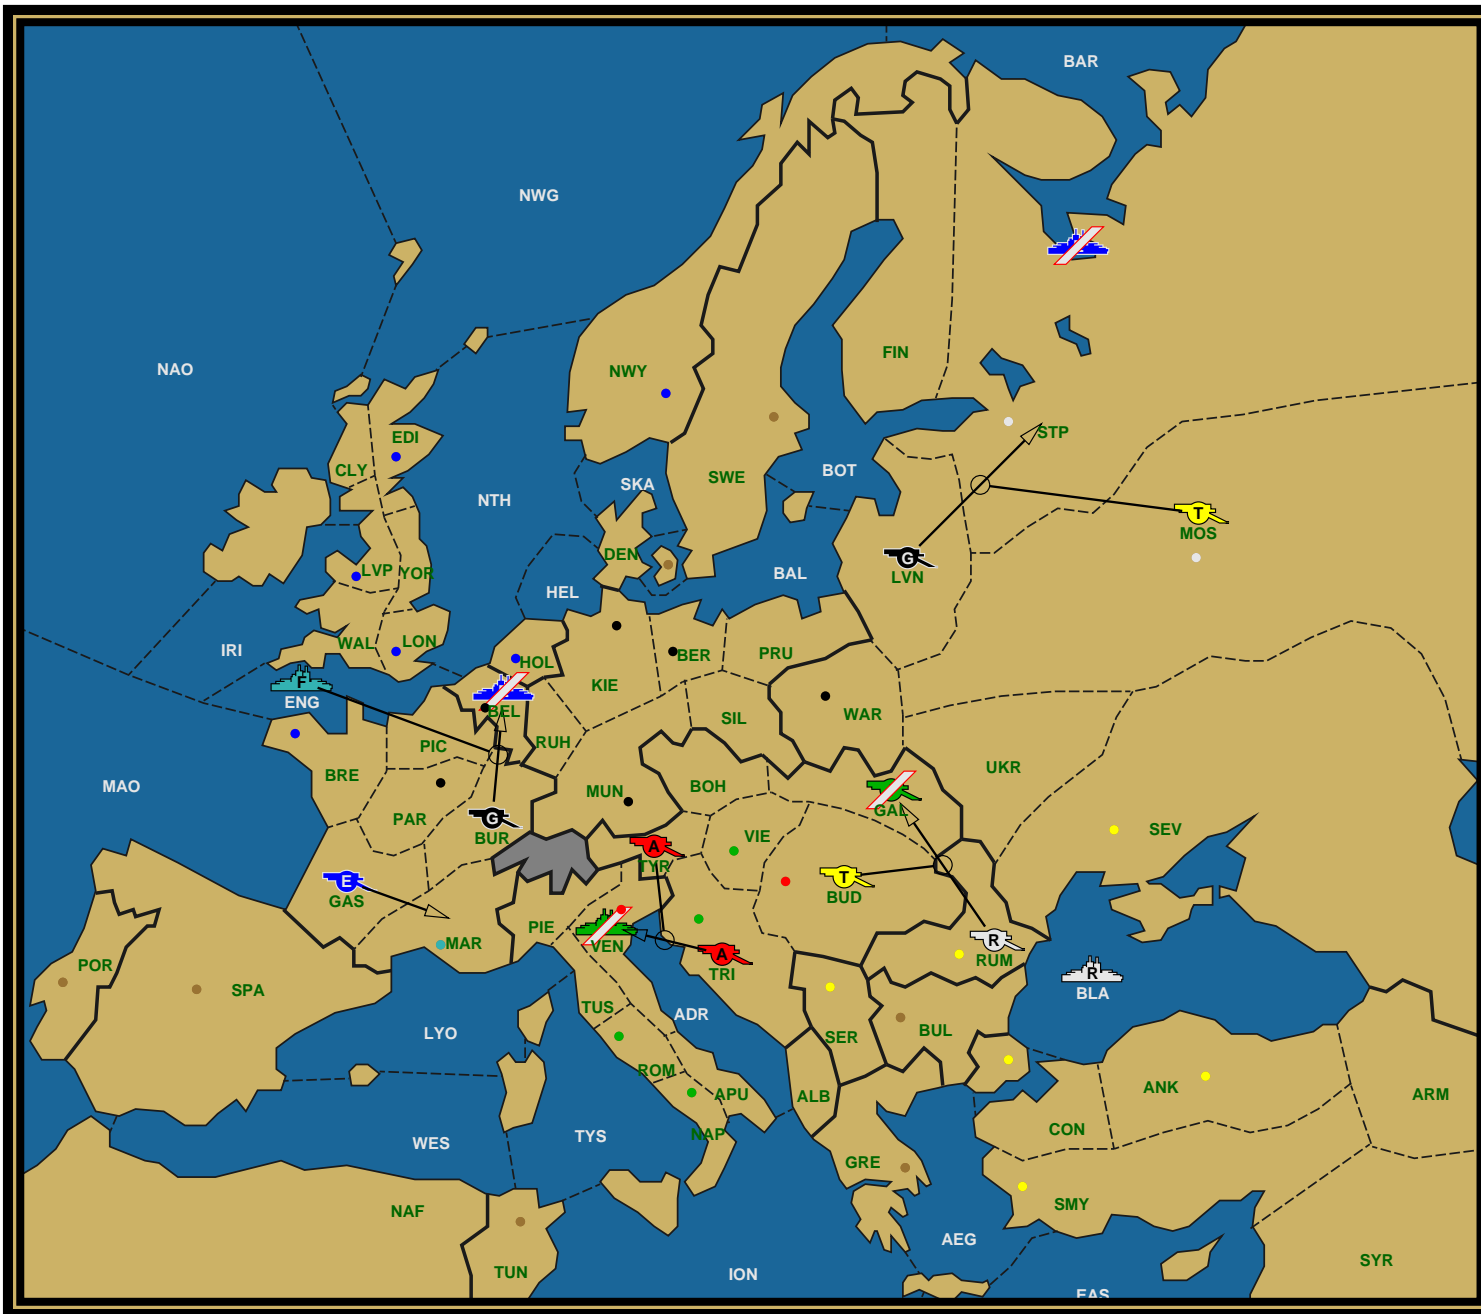 BAR
NWG
NAO
FIN
NWY
EDI
STP
CLY
SKA
BOT
SWE
NTH
T
MOS
DEN
G
LVN
LVP
YOR
BAL
HEL
IRI
WAL
LON
HOL
BER
PRU
F
ENG
KIE
BEL
WAR
SIL
PIC
RUH
UKR
BRE
MAO
BOH
MUN
GAL
PAR
G
BUR
SEV
VIE
A
TYR
E
GAS
T
BUD
PIE
VEN
MAR
R
RUM
A
TRI
POR
SPA
R
BLA
TUS
ADR
LYO
SER
BUL
ROM
ANK
APU
ALB
ARM
CON
WES
TYS
NAP
GRE
SMY
NAF
AEG
SYR
TUN
ION
EAS